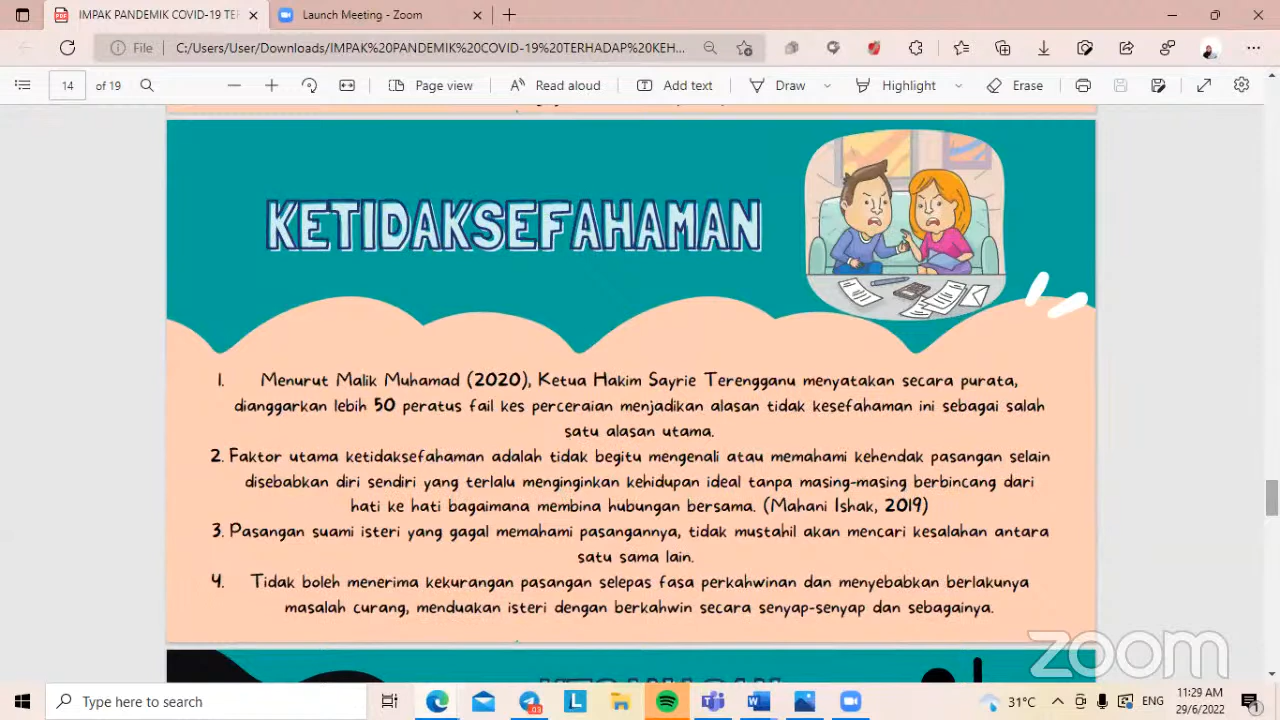 IMPAK PANDEMIK COVID-19 TER
Launch Meeting - Zoom
File
C:/Users/User/Downloads/IMPAK%20PANDEMIK%20COVID-19%20TERHADAP%20KEH...
14 of 19
Page view
Read aloud
Add text
Draw
Highlight
Erase
KETIDAKSEFAHAMAN
1. Menurut Malik Muhamad (2020), Ketua Hakim Sayrie Terengganu menyatakan secara purata,
dianggarkan lebih 50 peratus fail kes perceraian menjadikan alasan tidak kesefahaman ini sebagai salah
satu alasan utama.
2. Faktor utama ketidaksefahaman adalah tidak begitu mengenali atau memahami kehendak pasangan selain
disebabkan diri sendiri yang terlalu menginginkan kehidupan ideal tanpa masing-masing berbincang dari
hati ke hati bagaimana membina hubungan bersama. (Mahani Ishak, 2019)
3. Pasangan suami isteri yang gagal memahami pasangannya, tidak mustahil akan mencari kesalahan antara
satu sama lain.
4. Tidak boleh menerima kekurangan pasangan selepas fasa perkahwinan dan menyebabkan berlakunya
masalah curang, menduakan isteri dengan berkahwin secara senyap-senyap dan sebagainya.
zoom
Type here to search
31°C
ENG
11:29 AM
29/6/2022